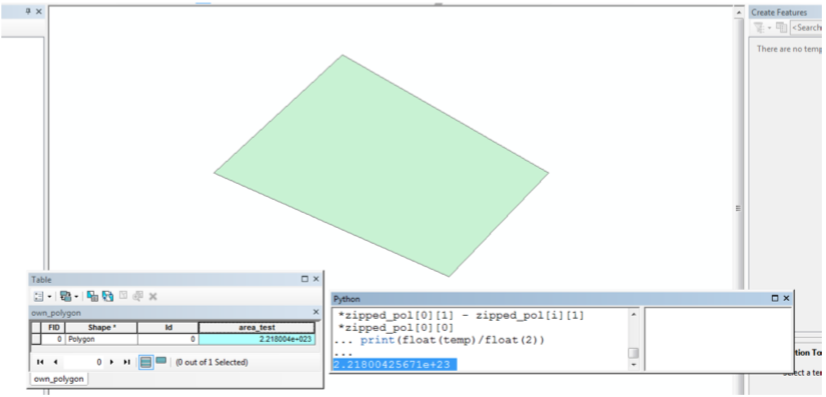 Create Features
<Search
There are no temp
Table
own_polygon
FID Shape * Id area_test
0 Polygon 0 2.218004e+023
0
(0 out of 1 Selected)
own_polygon
Python
*zipped_pol[0][1] - zipped_pol[i][1]
*zipped_pol[0][0]
... print(float(temp)/float(2))
...
2.21800425671e+23
tion To
ect a te